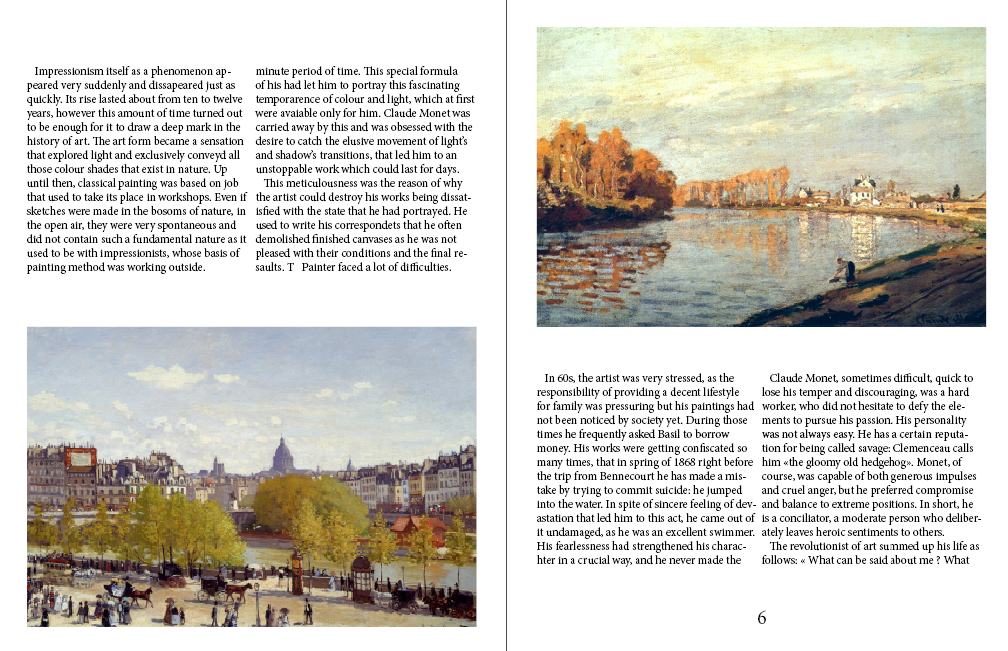 Impressionism itself as a phenomenon ap-
peared very suddenly and dissapeared just as
quickly. Its rise lasted about from ten to twelve
years, however this amount of time turned out
to be enough for it to draw a deep mark in the
history of art. The art form became a sensation
that explored light and exclusively conveyd all
those colour shades that exist in nature. Up
until then, classical painting was based on job
that used to take its place in workshops. Even if
sketches were made in the bosoms of nature, in
the open air, they were very spontaneous and
did not contain such a fundamental nature as it
used to be with impressionists, whose basis of
painting method was working outside.
minute period of time. This special formula
of his had let him to portray this fascinating
temporarence of colour and light, which at first
were avaiable only for him. Claude Monet was
carried away by this and was obsessed with the
desire to catch the elusive movement of light's
and shadow's transitions, that led him to an
unstoppable work which could last for days.
This meticulousness was the reason of why
the artist could destroy his works being dissat-
isfied with the state that he had portrayed. He
used to write his correspondets that he often
demolished finished canvases as he was not
pleased with their conditions and the final re-
saults. T Painter faced a lot of difficulties.
In 60s, the artist was very stressed, as the
responsibility of providing a decent lifestyle
for family was pressuring but his paintings had
not been noticed by society yet. During those
times he frequently asked Basil to borrow
money. His works were getting confiscated so
many times, that in spring of 1868 right before
the trip from Bennecourt he has made a mis-
take by trying to commit suicide: he jumped
into the water. In spite of sincere feeling of dev-
astation that led him to this act, he came out of
it undamaged, as he was an excellent swimmer.
His fearlessness had strengthened his charac-
hter in a crucial way, and he never made the
Claude Monet, sometimes difficult, quick to
lose his temper and discouraging, was a hard
worker, who did not hesitate to defy the ele-
ments to pursue his passion. His personality
was not always easy. He has a certain reputa-
tion for being called savage: Clemenceau calls
him «the gloomy old hedgehog». Monet, of
course, was capable of both generous impulses
and cruel anger, but he preferred compromise
and balance to extreme positions. In short, he
is a conciliator, a moderate person who deliber-
ately leaves heroic sentiments to others.
The revolutionist of art summed up his life as
follows: « What can be said about me ? What
6